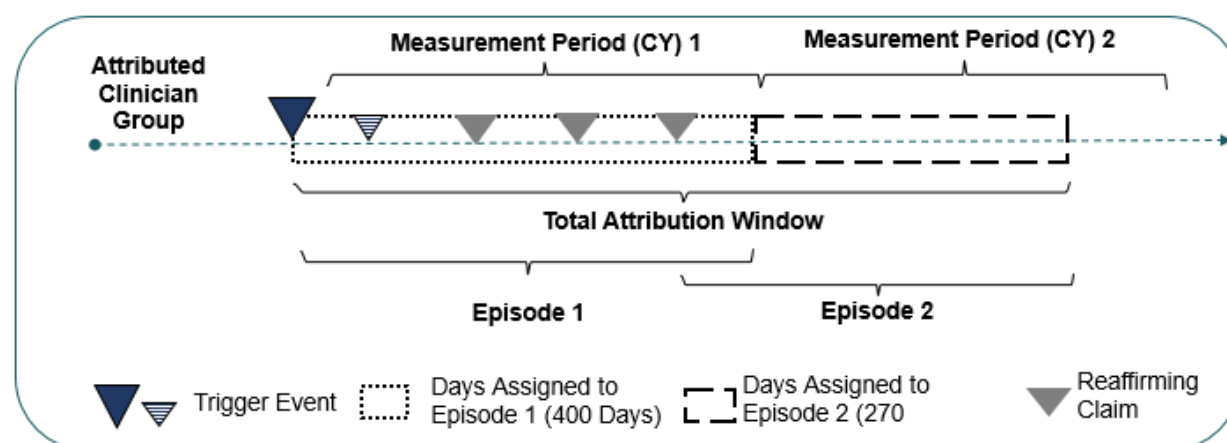 Measurement Period (CY) 1
Measurement Period (CY) 2
Attributed
Clinician
Group
Total Attribution Window
Episode 1
Episode 2
Trigger Event
Days Assigned to
Episode 1 (400 Days)
Days Assigned to
Episode 2 (270
Reaffirming
Claim